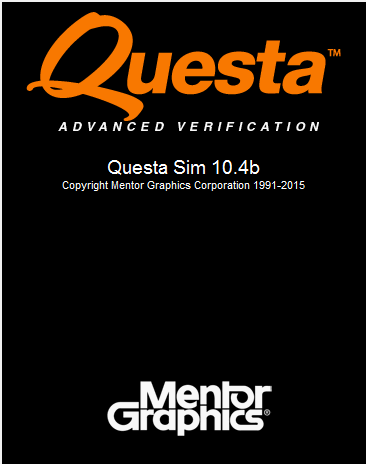 Questa™
ADVANCED VERIFICATION
Questa Sim 10.4b
Copyright Mentor Graphics Corporation 1991-2015
Mentor
Graphics®